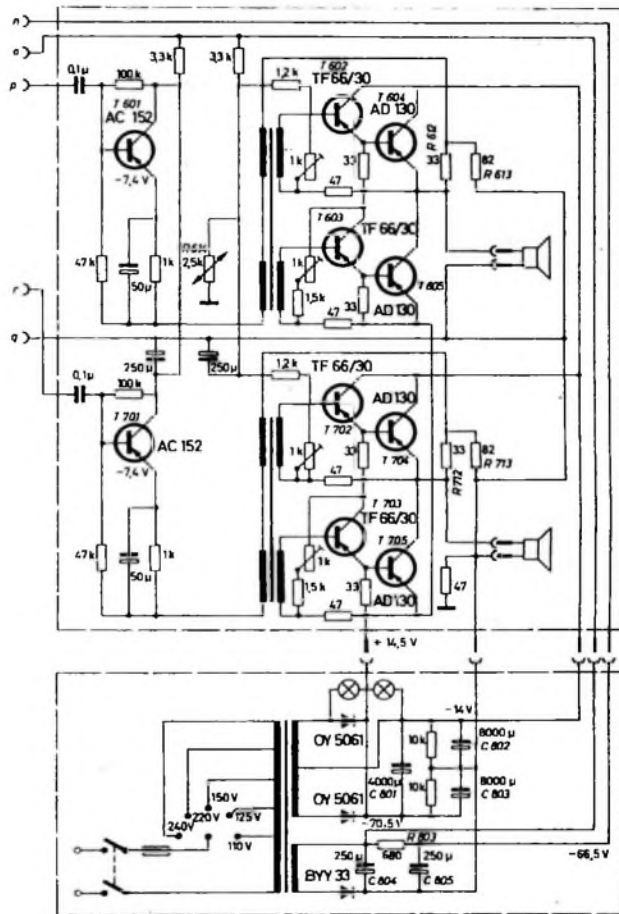 n
o
3,3k
3,3k
p
0,1µ
100k
T 601
AC 152
-7,4 V
47k
50µ
1k
2,5k
1,2k
T 602
TF 66/30
T 604
AD 130
R 612
33
33
82
R 613
1k
47
T 603
TF 66/30
1k
1,5k
33
T 605
AD 130
47
r
q
250µ
250µ
0,1µ
100k
T 701
AC 152
-7,4 V
47k
50µ
1k
1,2k
TF 66/30
AD 130
T 702
T 704
1k
33
47
33
R 712
82
R 713
T 703
TF 66/30
T 705
1k
1,5k
33
AD 130
47
47
+ 14,5 V
OY 5061
OY 5061
-14 V
10k
10k
8000 µ
C 802
8000 µ
C 803
4000µ
C 801
150 V
220 V
125 V
240V
110 V
-70,5 V
R 803
680
250 µ
C 804
250 µ
C 805
-66,5 V
BYY 33